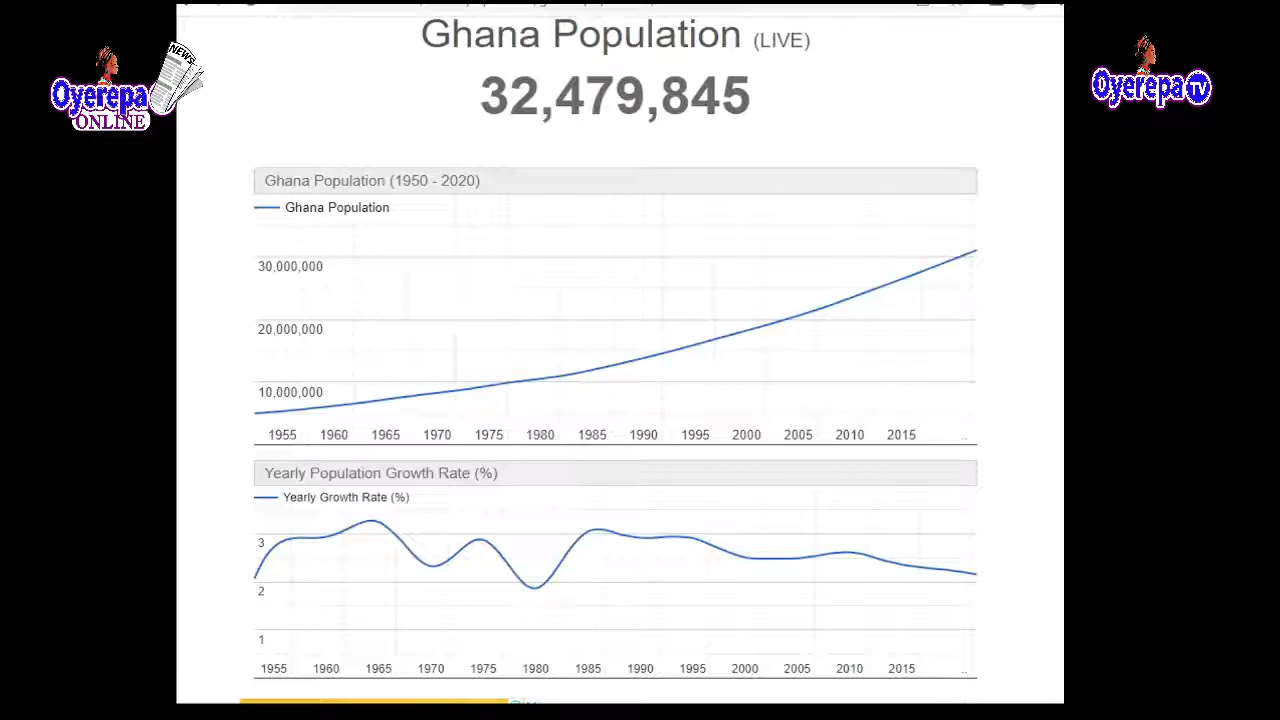 Ghana Population (LIVE)
32,479,845
NEWS
Oyerepa
ONLINE
Oyerepa TV
Ghana Population (1950 - 2020)
Ghana Population
30,000,000
20,000,000
10,000,000
1955 1960 1965 1970 1975 1980 1985 1990 1995 2000 2005 2010 2015 ..
Yearly Population Growth Rate (%)
Yearly Growth Rate (%)
3
2
1
1955 1960 1965 1970 1975 1980 1985 1990 1995 2000 2005 2010 2015 ..